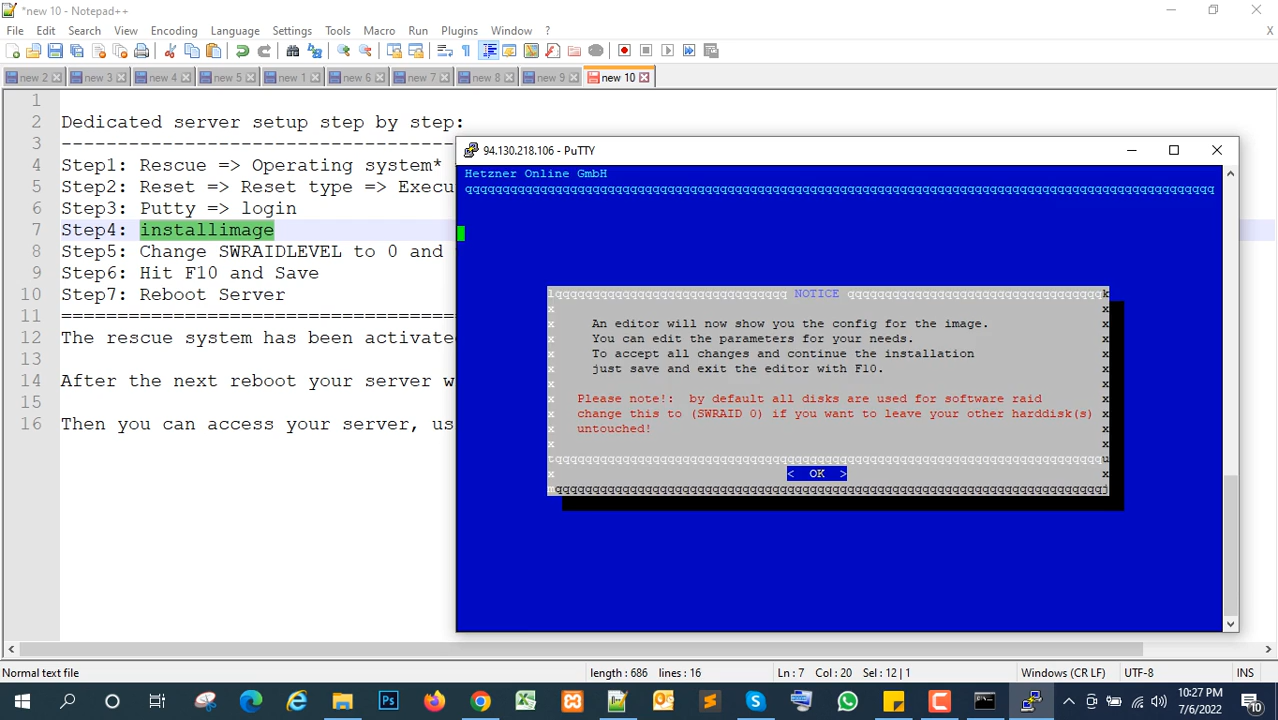 *new 10 - Notepad++
File Edit Search View Encoding Language Settings Tools Macro Run Plugins Window ? X
new 2 new 3 new 4 new 5 new 1 new 6 new 7 new 8 new 9 new 10
1
2 Dedicated server setup step by step:
3 ---------------------------------------
4 Step1: Rescue => Operating system*
5 Step2: Reset => Reset type => Execu
6 Step3: Putty => login
7 Step4: installimage
8 Step5: Change SWRAIDLEVEL to 0 and
9 Step6: Hit F10 and Save
10 Step7: Reboot Server
11 =======================================
12 The rescue system has been activated
13
14 After the next reboot your server w
15
16 Then you can access your server, us
94.130.218.106 - PuTTY
Hetzner Online GmbH
qqqqqqqqqqqqqqqqqqqqqqqqqqqqqqqqqqqqqqqqqqqqqqqqqqqqqqqqqqqqqqqqqqqqqqqqqqqqqqqqqqqqqqqqqqqqqqqqqqqq
lqqqqqqqqqqqqqqqqqqqqqqqqqqqqqqq NOTICE qqqqqqqqqqqqqqqqqqqqqqqqqqqqqqqqqqk
x x
x An editor will now show you the config for the image. x
x You can edit the parameters for your needs. x
x To accept all changes and continue the installation x
x just save and exit the editor with F10. x
x x
x Please note!: by default all disks are used for software raid x
x change this to (SWRAID 0) if you want to leave your other harddisk(s) x
x untouched! x
x x
tqqqqqqqqqqqqqqqqqqqqqqqqqqqqqqqqqqqqqqqqqqqqqqqqqqqqqqqqqqqqqqqqqqqqqqqqqu
x < OK > x
mqqqqqqqqqqqqqqqqqqqqqqqqqqqqqqqqqqqqqqqqqqqqqqqqqqqqqqqqqqqqqqqqqqqqqqqqqj
Normal text file length : 686 lines : 16 Ln : 7 Col : 20 Sel : 12 | 1 Windows (CR LF) UTF-8 INS
10:27 PM
7/6/2022
10